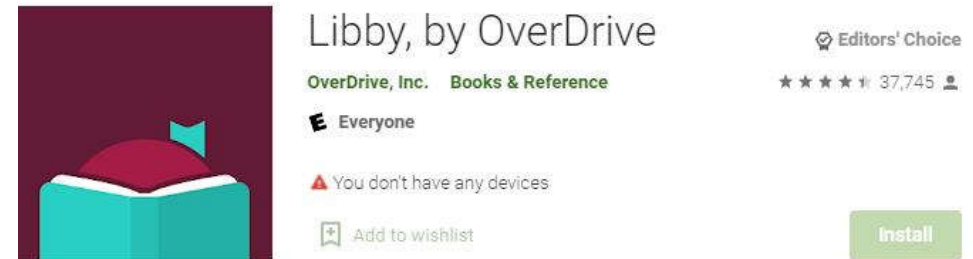 Libby, by OverDrive
Editors' Choice
OverDrive, Inc. Books & Reference
37,745
E Everyone
You don't have any devices
Add to wishlist
Install